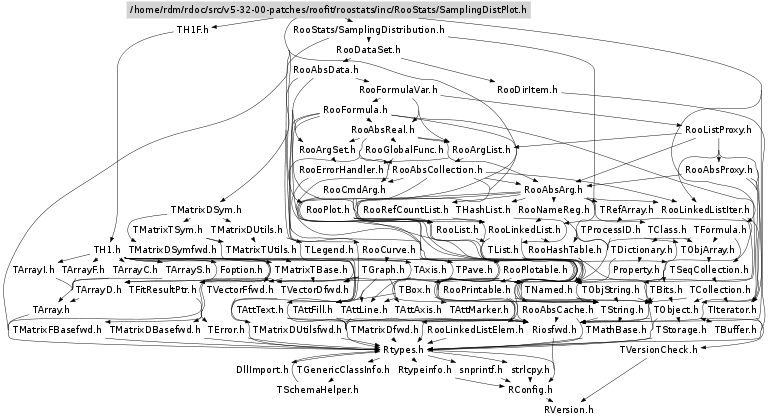 /home/rdm/rdoc/src/v5-32-00-patches/roofit/roostats/inc/RooStats/SamplingDistPlot.h
TH1F.h RooStats/SamplingDistribution.h
RooDataSet.h
RooAbsData.h
RooFormulaVar.h RooDirItem.h
RooFormula.h
RooAbsReal.h RooListProxy.h
RooArgSet.h RooGlobalFunc.h RooArgList.h
RooErrorHandler.h RooAbsCollection.h RooAbsProxy.h
RooCmdArg.h RooAbsArg.h
TMatrixDSym.h RooPlot.h RooRefCountList.h THashList.h RooNameReg.h TRefArray.h RooLinkedListIter.h
TMatrixTSym.h TMatrixDUtils.h RooList.h RooLinkedList.h TProcessID.h TClass.h TFormula.h
TH1.h TMatrixDSymfwd.h TMatrixTUtils.h TLegend.h RooCurve.h TList.h RooHashTable.h TDictionary.h TObjArray.h
TArrayI.h TArrayF.h TArrayC.h TArrayS.h Foption.h TMatrixTBase.h TGraph.h TAxis.h TPave.h RooPlotable.h Property.h TSeqCollection.h
TArrayD.h TFitResultPtr.h TVectorFfwd.h TVectorDfwd.h TBox.h RooPrintable.h TNamed.h TObjString.h TBits.h TCollection.h
TArray.h TAttText.h TAttFill.h TAttLine.h TAttAxis.h TAttMarker.h RooAbsCache.h TString.h TObject.h TIterator.h
TMatrixFBasefwd.h TMatrixDBasefwd.h TError.h TMatrixDUtilsfwd.h TMatrixDfwd.h RooLinkedListElem.h Riosfwd.h TMathBase.h TStorage.h TBuffer.h
Rtypes.h TVersionCheck.h
DllImport.h TGenericClassInfo.h Rtypeinfo.h snprintf.h strlcpy.h
TSchemaHelper.h RConfig.h
RVersion.h